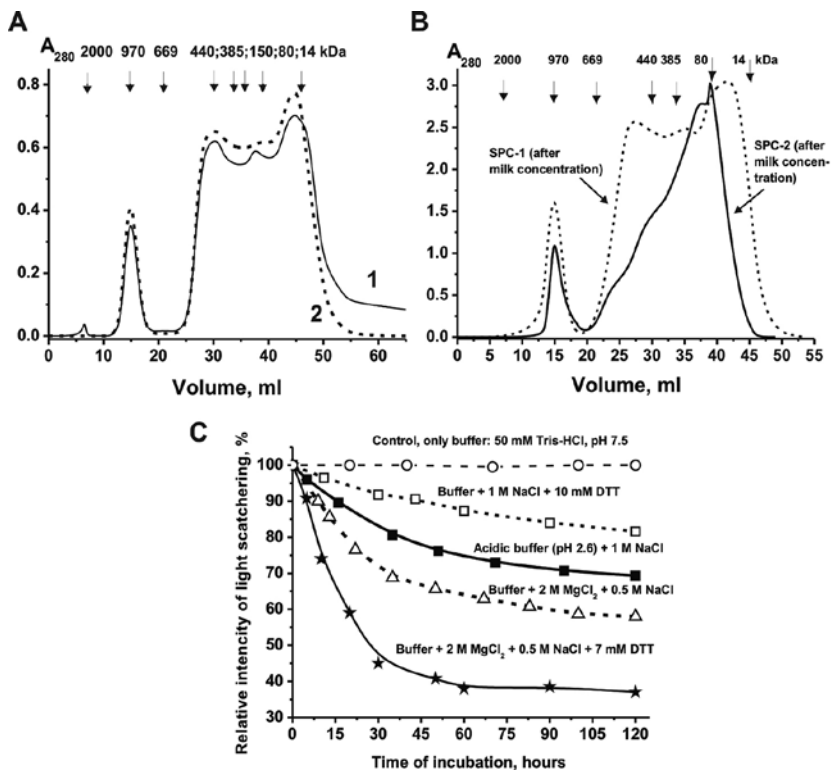 A
A280 2000 970 669 440;385;150;80;14 kDa
0.8
0.6
0.4
0.2
0.0
1
2
0 10 20 30 40 50 60
Volume, ml
B
A280 2000 970 669 440 385 80 14 kDa
3.0
2.5
2.0
1.5
1.0
0.5
0.0
SPC-1 (after
milk concentration)
SPC-2 (after
milk concen-
tration)
0 5 10 15 20 25 30 35 40 45 50 55
Volume, ml
C
Relative intencity of light scatchering, %
100
90
80
70
60
50
40
30
Control, only buffer: 50 mM Tris-HCl, pH 7.5
Buffer + 1 M NaCl + 10 mM DTT
Acidic buffer (pH 2.6) + 1 M NaCl
Buffer + 2 M MgCl2 + 0.5 M NaCl
Buffer + 2 M MgCl2 + 0.5 M NaCl + 7 mM DTT
0 15 30 45 60 75 90 105 120
Time of incubation, hours